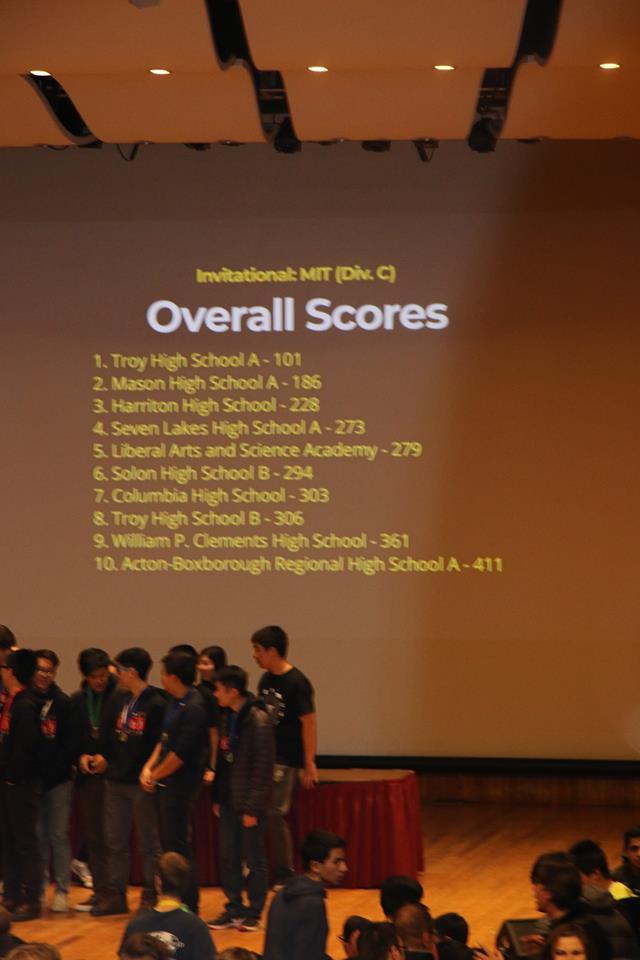 Invitational: MIT (Div. C)
Overall Scores
1. Troy High School A - 101
2. Mason High School A - 186
3. Harriton High School - 228
4. Seven Lakes High School A - 273
5. Liberal Arts and Science Academy - 279
6. Solon High School B - 294
7. Columbia High School - 303
8. Troy High School B - 306
9. William P. Clements High School - 361
10. Acton-Boxborough Regional High School A - 411